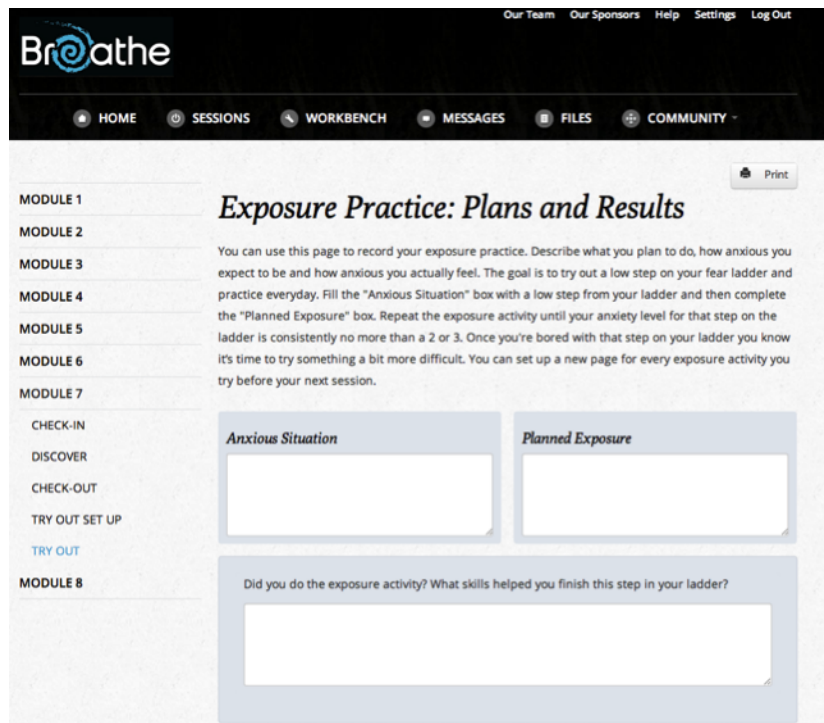 Our Team Our Sponsors Help Settings Log Out
Breathe
HOME SESSIONS WORKBENCH MESSAGES FILES COMMUNITY
Print
MODULE 1
MODULE 2
MODULE 3
MODULE 4
MODULE 5
MODULE 6
MODULE 7
CHECK-IN
DISCOVER
CHECK-OUT
TRY OUT SET UP
TRY OUT
MODULE 8
Exposure Practice: Plans and Results
You can use this page to record your exposure practice. Describe what you plan to do, how anxious you
expect to be and how anxious you actually feel. The goal is to try out a low step on your fear ladder and
practice everyday. Fill the "Anxious Situation" box with a low step from your ladder and then complete
the "Planned Exposure" box. Repeat the exposure activity until your anxiety level for that step on the
ladder is consistently no more than a 2 or 3. Once you're bored with that step on your ladder you know
it's time to try something a bit more difficult. You can set up a new page for every exposure activity you
try before your next session.
Anxious Situation
Planned Exposure
Did you do the exposure activity? What skills helped you finish this step in your ladder?